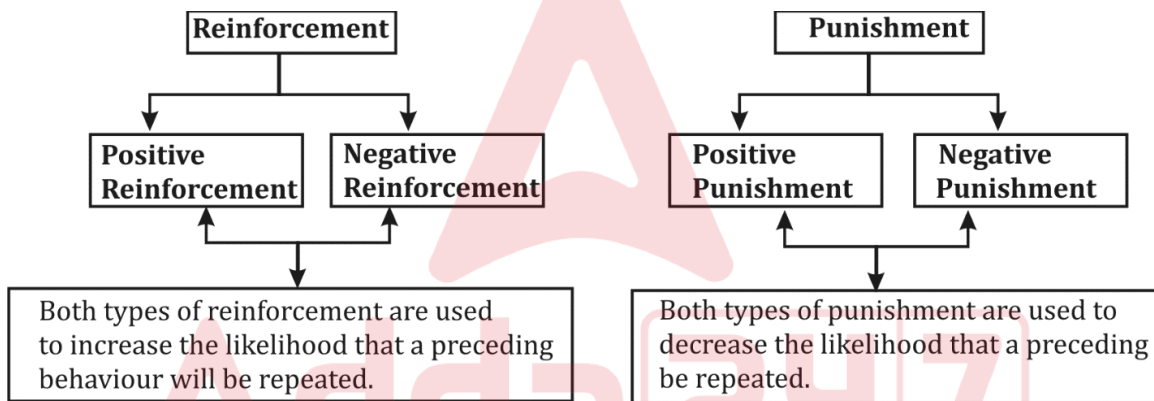 Reinforcement
Punishment
Positive
Reinforcement
Negative
Reinforcement
Positive
Punishment
Negative
Punishment
Both types of reinforcement are used
to increase the likelihood that a preceding
behaviour will be repeated.
Both types of punishment are used to
decrease the likelihood that a preceding
be repeated.
Adda247